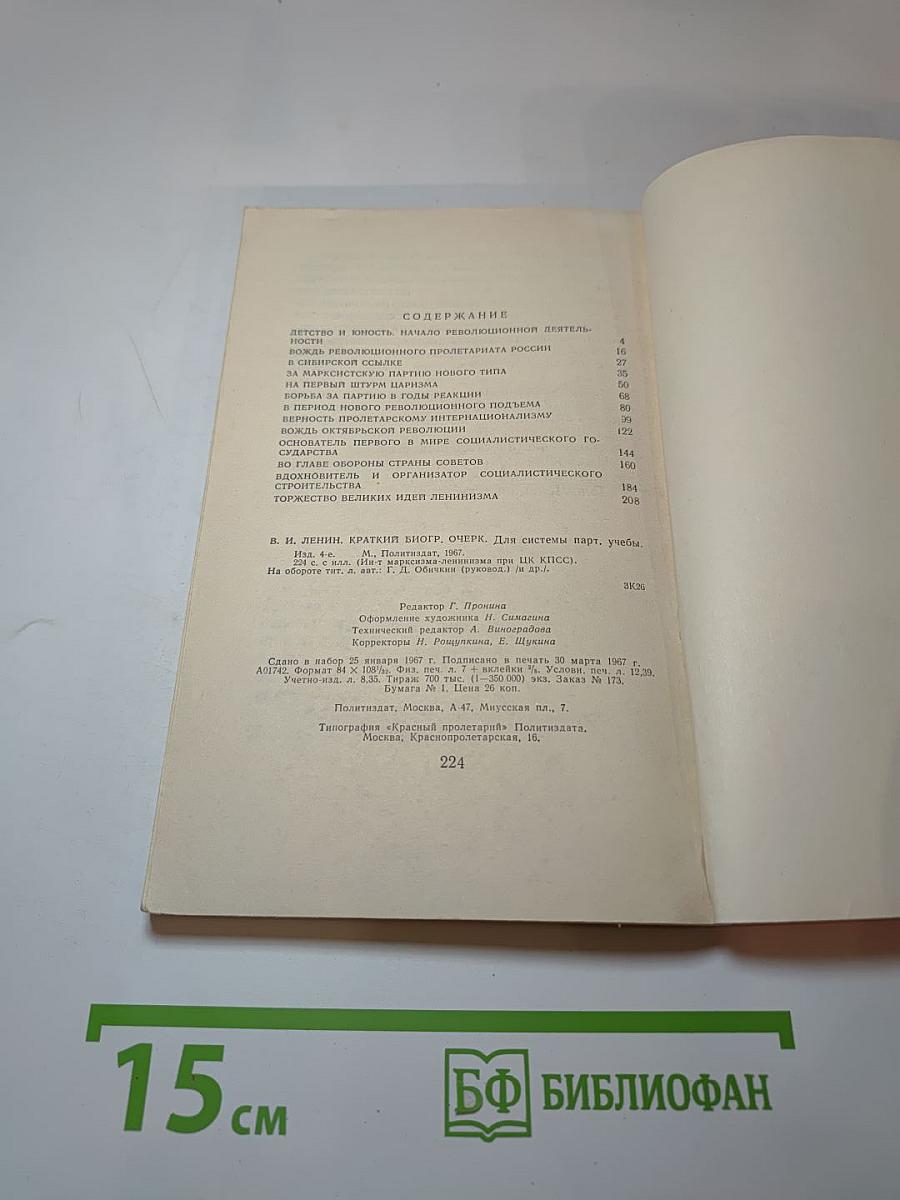 СОДЕРЖАНИЕ
ДЕТСТВО И ЮНОСТЬ. НАЧАЛО РЕВОЛЮЦИОННОЙ ДЕЯТЕЛЬ-
НОСТИ 4
ВОЖДЬ РЕВОЛЮЦИОННОГО ПРОЛЕТАРИАТА РОССИИ 16
В СИБИРСКОЙ ССЫЛКЕ 27
ЗА МАРКСИСТСКУЮ ПАРТИЮ НОВОГО ТИПА 35
НА ПЕРВЫЙ ШТУРМ ЦАРИЗМА 50
БОРЬБА ЗА ПАРТИЮ В ГОДЫ РЕАКЦИИ 68
В ПЕРИОД НОВОГО РЕВОЛЮЦИОННОГО ПОДЪЕМА 80
ВЕРНОСТЬ ПРОЛЕТАРСКОМУ ИНТЕРНАЦИОНАЛИЗМУ 99
ВОЖДЬ ОКТЯБРЬСКОЙ РЕВОЛЮЦИИ 122
ОСНОВАТЕЛЬ ПЕРВОГО В МИРЕ СОЦИАЛИСТИЧЕСКОГО ГО-
СУДАРСТВА 144
ВО ГЛАВЕ ОБОРОНЫ СТРАНЫ СОВЕТОВ 160
ВДОХНОВИТЕЛЬ И ОРГАНИЗАТОР СОЦИАЛИСТИЧЕСКОГО
СТРОИТЕЛЬСТВА 184
ТОРЖЕСТВО ВЕЛИКИХ ИДЕЙ ЛЕНИНИЗМА 208
В. И. ЛЕНИН. КРАТКИЙ БИОГР. ОЧЕРК. Для системы парт. учебы.
Изд. 4-е. М., Политиздат, 1967.
224 с. с илл. (Ин-т марксизма-ленинизма при ЦК КПСС).
На обороте тит. л. авт.: Г. Д. Обичкин (руковод.) /и др./.
3К26
Редактор Г. Пронина
Оформление художника Н. Симагина
Технический редактор А. Виноградова
Корректоры Н. Рощупкина, Е. Щукина
Сдано в набор 25 января 1967 г. Подписано в печать 30 марта 1967 г.
А01742. Формат 84 × 108¹/₃₂. Физ. печ. л. 7 + вклейки ³/₈. Условн. печ. л. 12,39.
Учетно-изд. л. 8,35. Тираж 700 тыс. (1—350 000) экз. Заказ № 173.
Бумага № 1. Цена 26 коп.
Политиздат, Москва, А-47, Миусская пл., 7.
Типография «Красный пролетарий» Политиздата.
Москва, Краснопролетарская, 16.
224
15 см
БФ БИБЛИОФАН